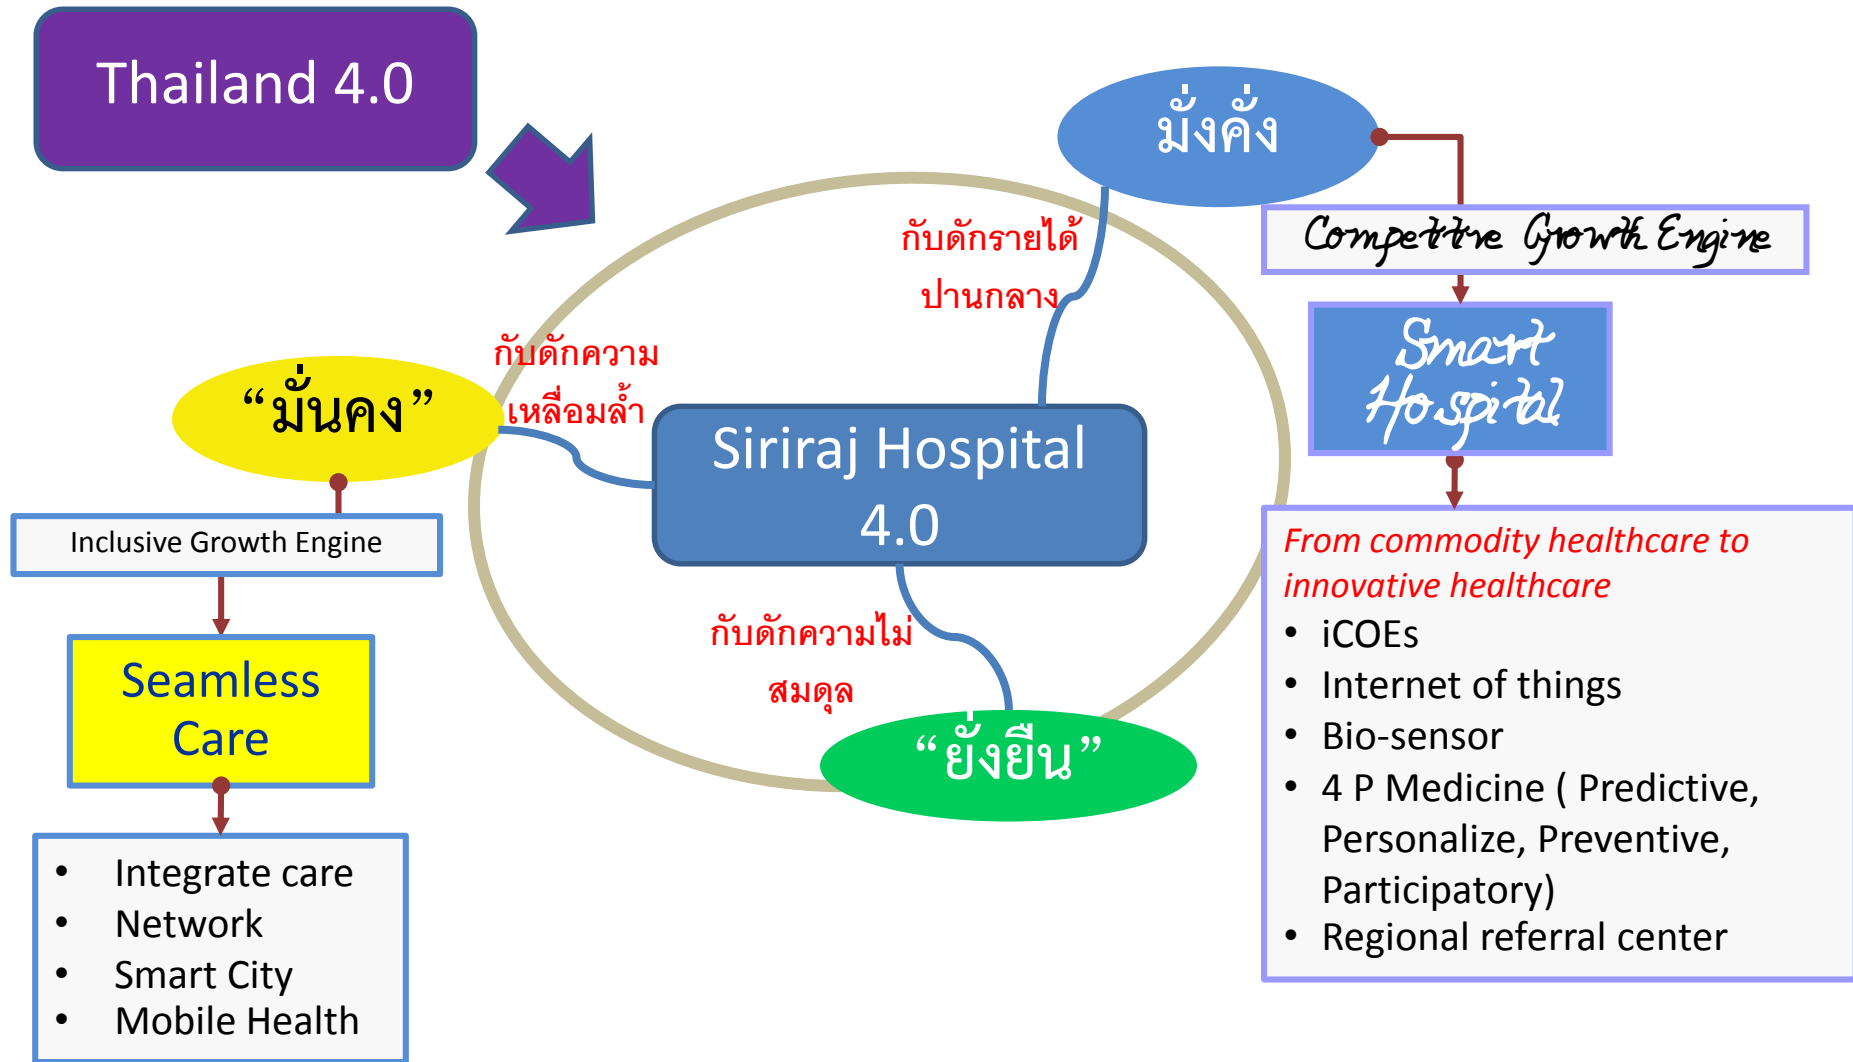 Thailand 4.0
มั่งคั่ง
กับดักรายได้
ปานกลาง
Competitive Growth Engine
Smart
Hospital
กับดักความ
เหลื่อมล้ำ
“มั่นคง”
Siriraj Hospital
4.0
Inclusive Growth Engine
Seamless
Care
• Integrate care
• Network
• Smart City
• Mobile Health
กับดักความไม่
สมดุล
“ยั่งยืน”
From commodity healthcare to
innovative healthcare
• iCOEs
• Internet of things
• Bio-sensor
• 4 P Medicine ( Predictive,
Personalize, Preventive,
Participatory)
• Regional referral center